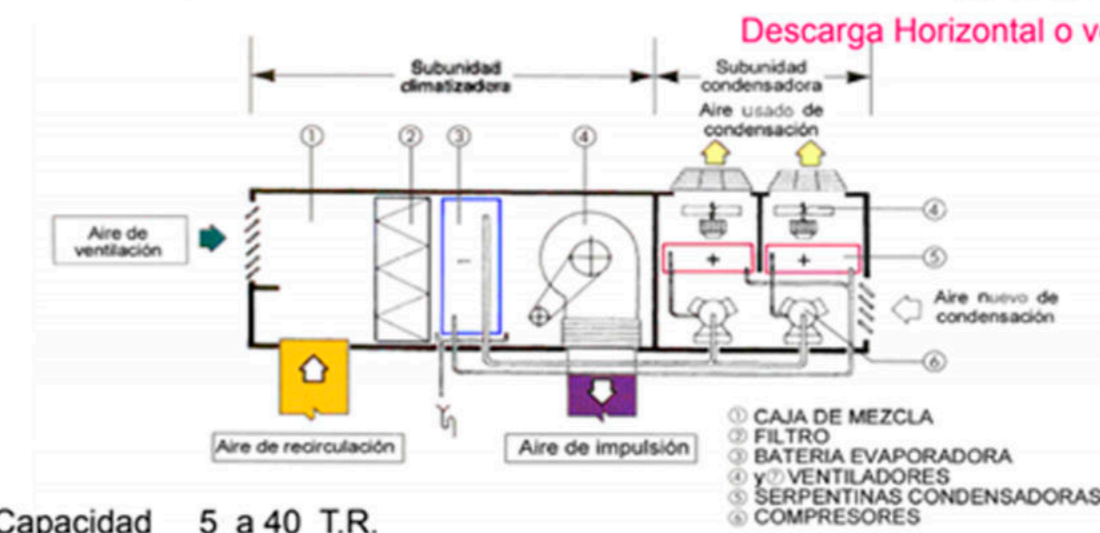 Descarga Horizontal o v
Subunidad
climatizadora
Subunidad
condensadora
Aire usado de
condensación
① ② ③ ④
④
Aire de
ventilación
⑤
Aire nuevo de
condensación
⑥
Aire de recirculación
Aire de impulsión
① CAJA DE MEZCLA
② FILTRO
③ BATERIA EVAPORADORA
④ y⑦ VENTILADORES
⑤ SERPENTINAS CONDENSADORAS
⑥ COMPRESORES
Capacidad 5 a 40 T.R.